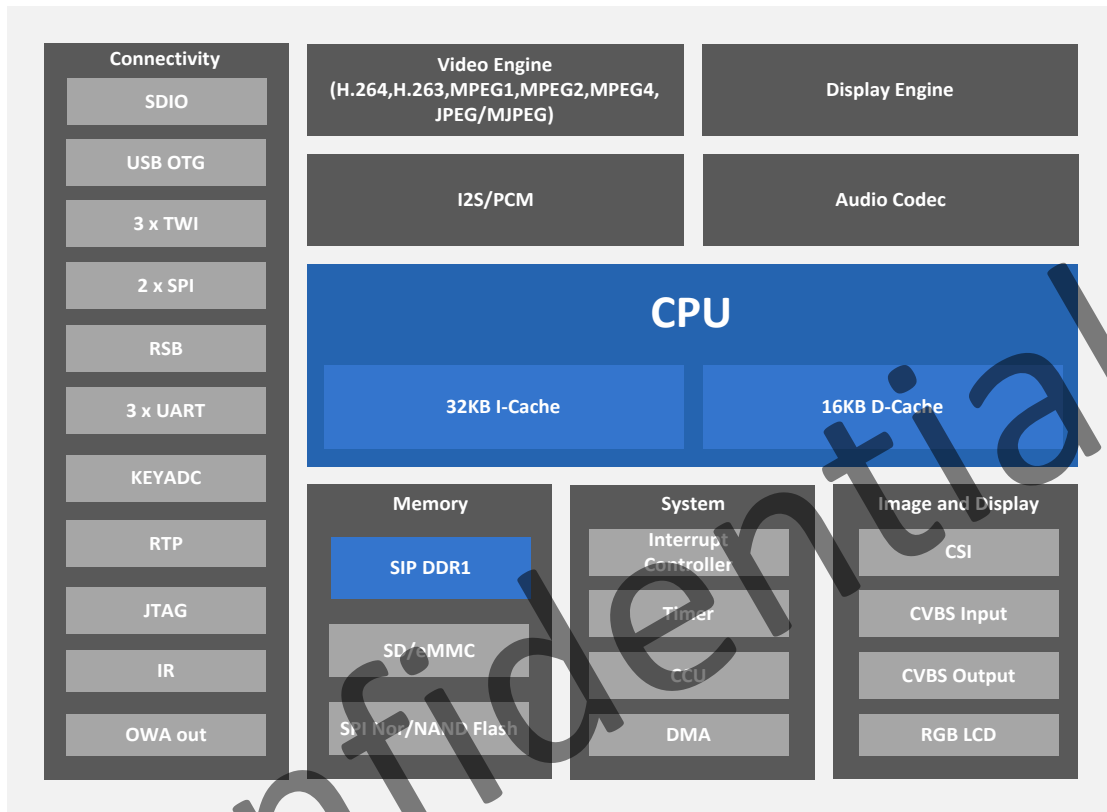 Connectivity
SDIO
USB OTG
3 x TWI
2 x SPI
RSB
3 x UART
KEYADC
RTP
JTAG
IR
OWA out
Video Engine
(H.264,H.263,MPEG1,MPEG2,MPEG4,
JPEG/MJPEG)
Display Engine
I2S/PCM
Audio Codec
CPU
32KB I-Cache
16KB D-Cache
Memory
SIP DDR1
SD/eMMC
SPI Nor/NAND Flash
System
Interrupt
Controller
Timer
CCU
DMA
Image and Display
CSI
CVBS Input
CVBS Output
RGB LCD
nfidential